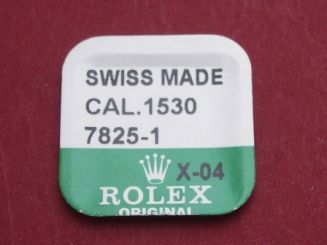 SWISS MADE
CAL.1530
7825-1
X-04
ROLEX
ORIGINAL